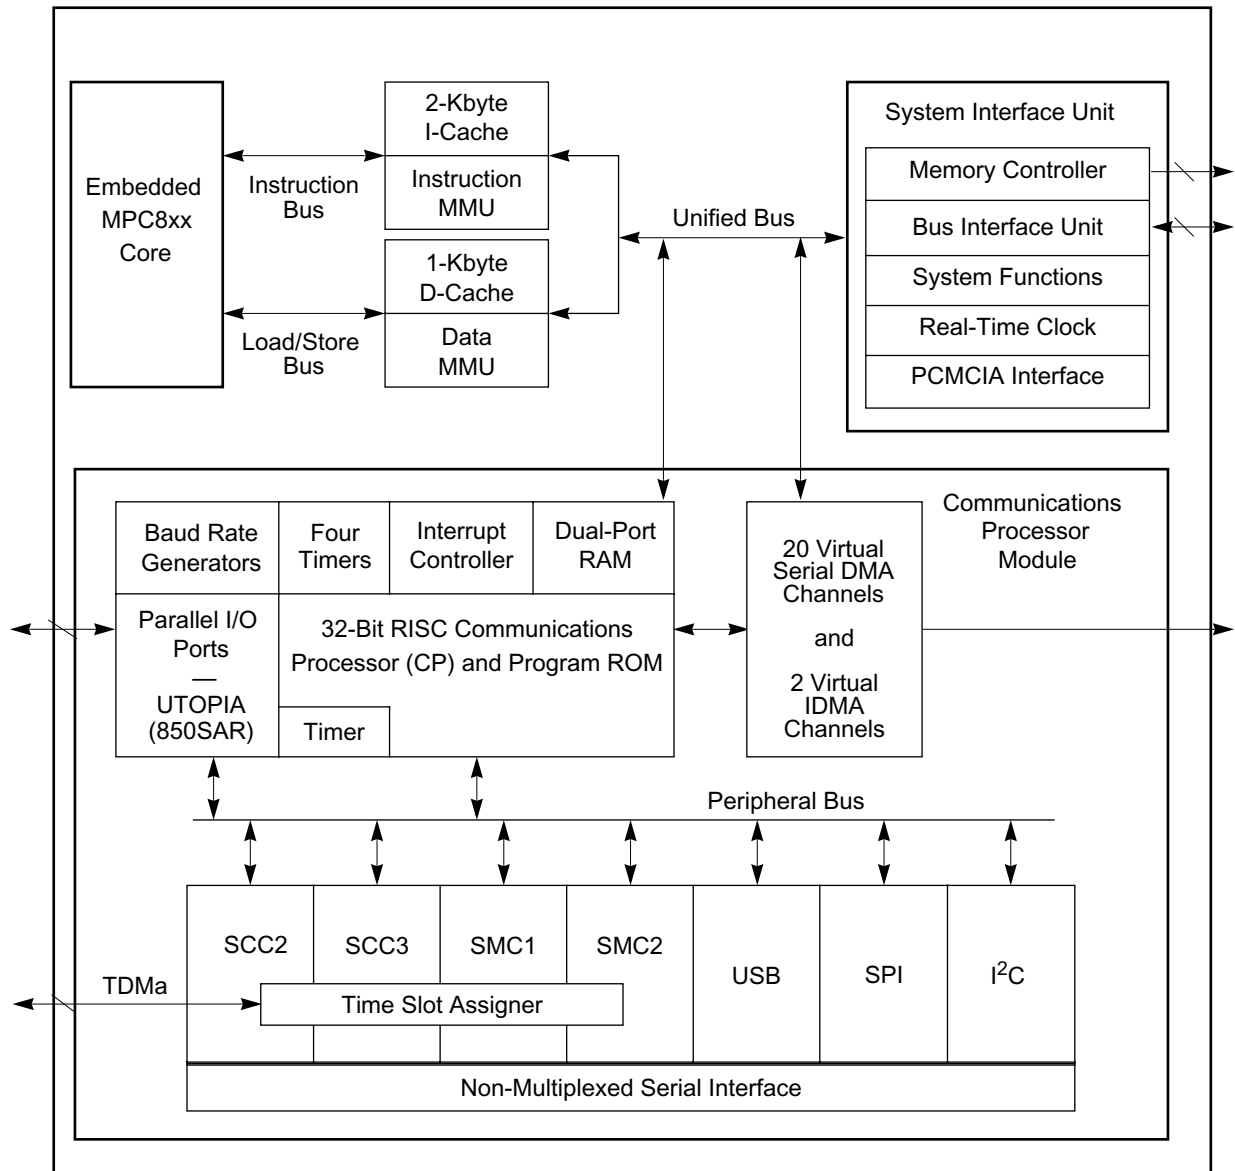 2-Kbyte
I-Cache
Instruction
MMU
Embedded
MPC8xx
Core
Instruction
Bus
1-Kbyte
D-Cache
Data
MMU
Load/Store
Bus
Unified Bus
System Interface Unit
Memory Controller
Bus Interface Unit
System Functions
Real-Time Clock
PCMCIA Interface
Communications
Processor
Module
Baud Rate
Generators
Four
Timers
Interrupt
Controller
Dual-Port
RAM
Parallel I/O
Ports
—
UTOPIA
(850SAR)
32-Bit RISC Communications
Processor (CP) and Program ROM
Timer
20 Virtual
Serial DMA
Channels
and
2 Virtual
IDMA
Channels
Peripheral Bus
SCC2
SCC3
SMC1
SMC2
USB
SPI
I²C
TDMa
Time Slot Assigner
Non-Multiplexed Serial Interface